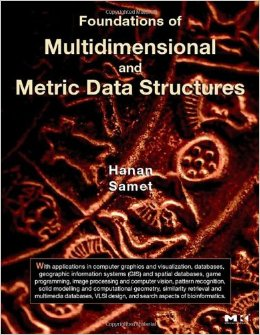 Foundations of
Multidimensional
and
Metric Data Structures
Hanan
Samet
With applications in computer graphics and visualization, databases,
geographic information systems (GIS) and spatial databases, game
programming, image processing and computer vision, pattern recognition,
solid modelling and computational geometry, similarity retrieval and
multimedia databases, VLSI design, and search aspects of bioinformatics.